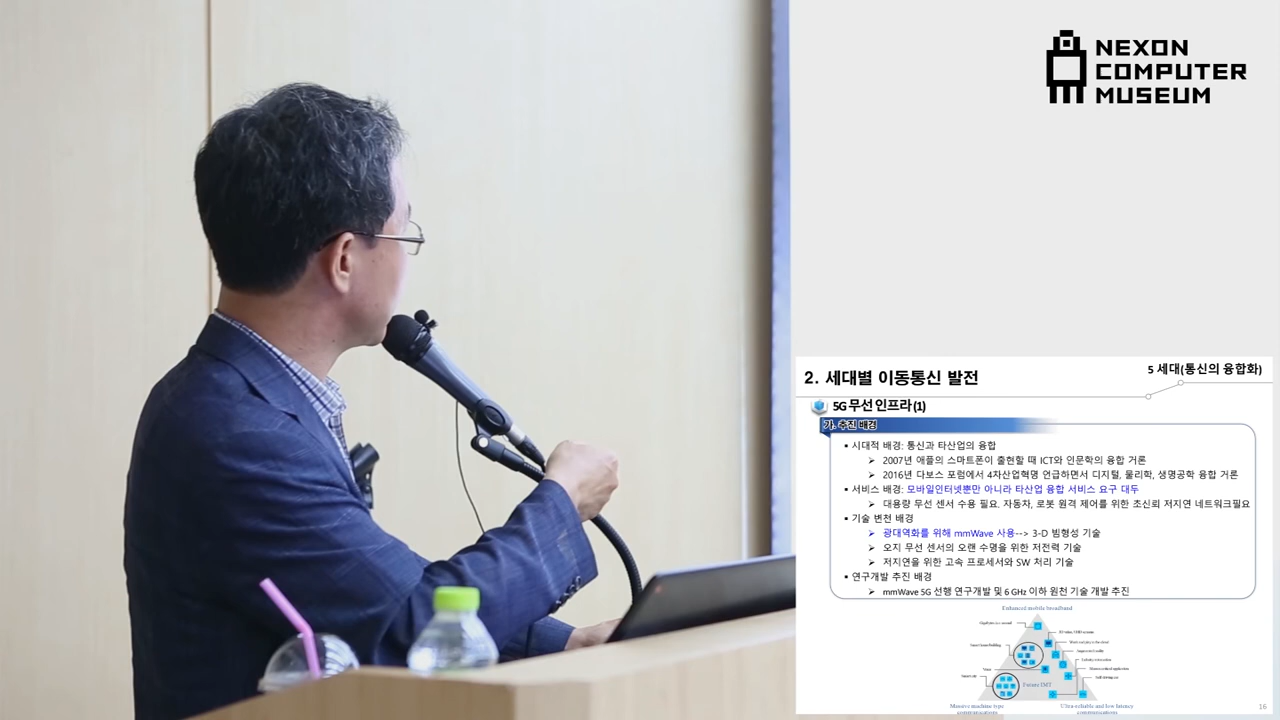 NEXON
COMPUTER
MUSEUM
2. 세대별 이동통신 발전
5 세대(통신의 융합화)
5G 무선 인프라(1)
가. 추진 배경
▪ 시대적 배경: 통신과 타산업의 융합
➢ 2007년 애플의 스마트폰이 출현할 때 ICT와 인문학의 융합 거론
➢ 2016년 다보스 포럼에서 4차산업혁명 언급하면서 디지털, 물리학, 생명공학 융합 거론
▪ 서비스 배경: 모바일인터넷뿐만 아니라 타산업 융합 서비스 요구 대두
➢ 대용량 무선 센서 수용 필요. 자동차, 로봇 원격 제어를 위한 초신뢰 저지연 네트워크필요
▪ 기술 변천 배경
➢ 광대역화를 위해 mmWave 사용--> 3-D 빔형성 기술
➢ 오지 무선 센서의 오랜 수명을 위한 저전력 기술
➢ 저지연을 위한 고속 프로세서와 SW 처리 기술
▪ 연구개발 추진 배경
➢ mmWave 5G 선행 연구개발 및 6 GHz 이하 원천 기술 개발 추진
Enhanced mobile broadband
Future IMT
Massive machine type
communications
Ultra-reliable and low latency
communications
16